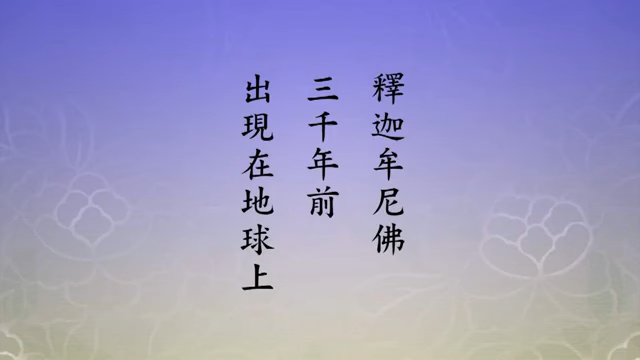 釋迦牟尼佛
三千年前
出現在地球上